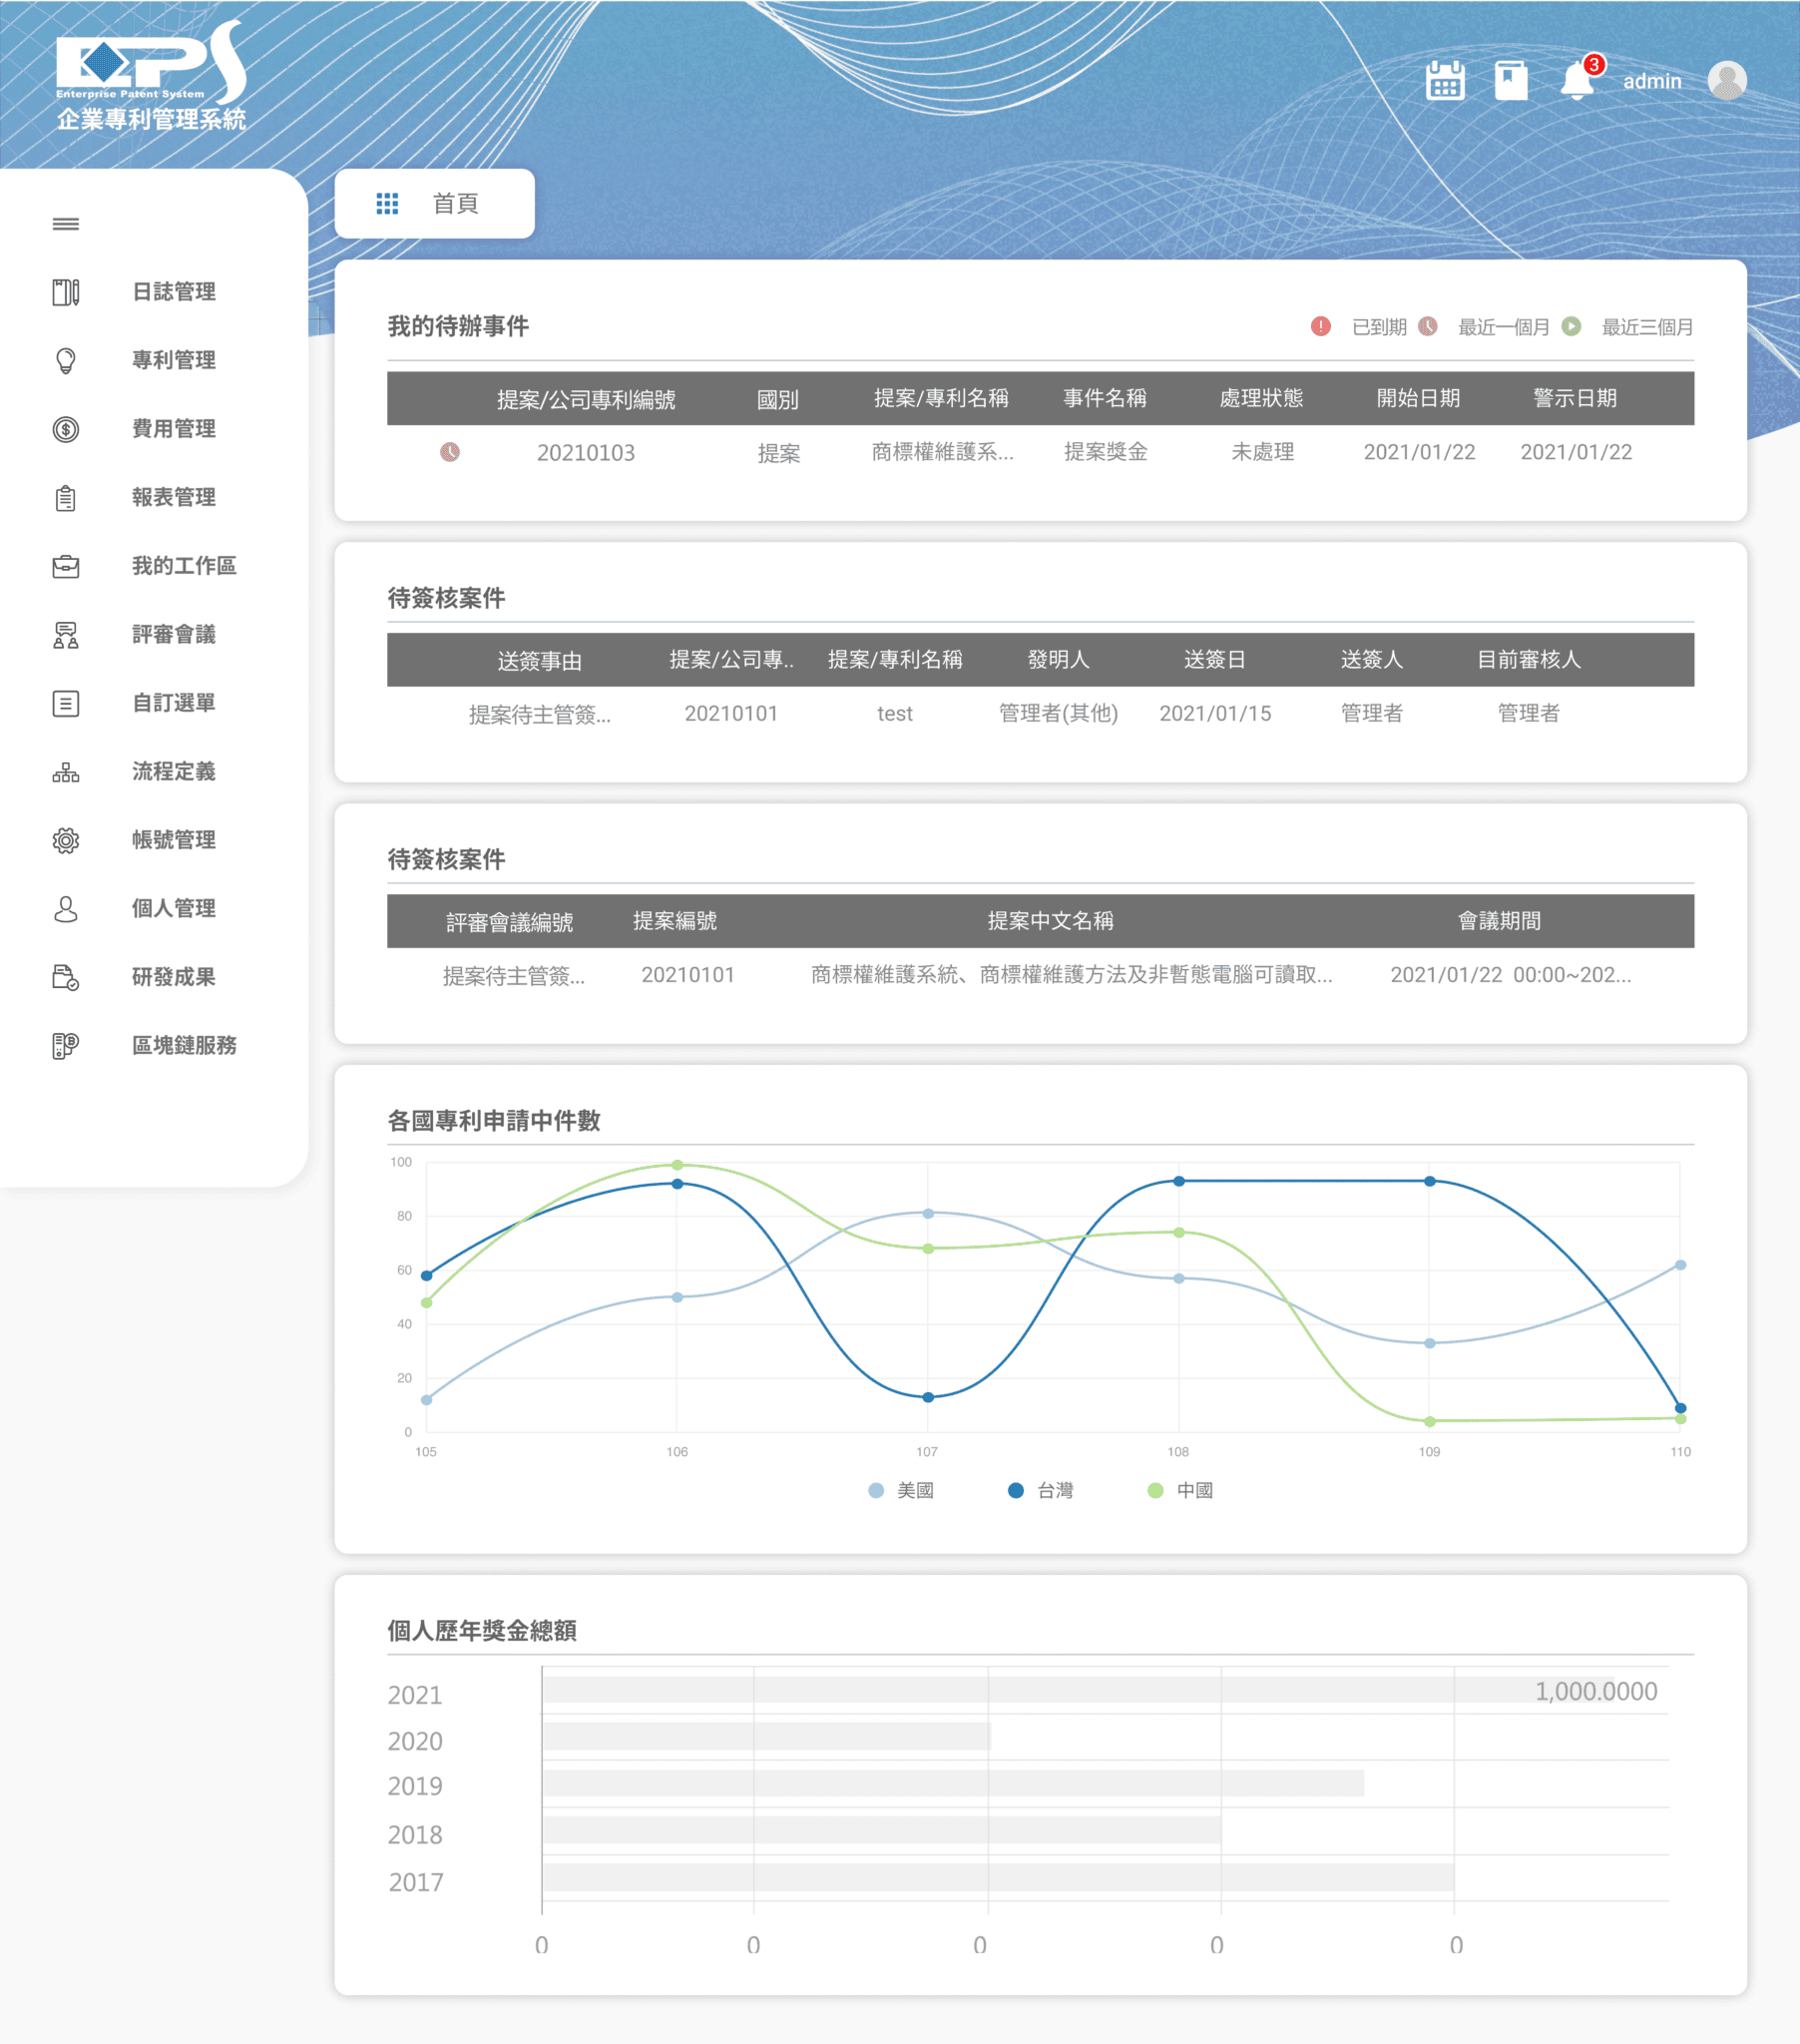 EPS
Enterprise Patent System
企業專利管理系統
3
admin
首頁
日誌管理
專利管理
費用管理
報表管理
我的工作區
評審會議
自訂選單
流程定義
帳號管理
個人管理
研發成果
區塊鏈服務
我的待辦事件 已到期 最近一個月 最近三個月
提案/公司專利編號 國別 提案/專利名稱 事件名稱 處理狀態 開始日期 警示日期
20210103 提案 商標權維護系... 提案獎金 未處理 2021/01/22 2021/01/22
待簽核案件
送簽事由 提案/公司專.. 提案/專利名稱 發明人 送簽日 送簽人 目前審核人
提案待主管簽... 20210101 test 管理者(其他) 2021/01/15 管理者 管理者
待簽核案件
評審會議編號 提案編號 提案中文名稱 會議期間
提案待主管簽... 20210101 商標權維護系統、商標權維護方法及非暫態電腦可讀取... 2021/01/22 00:00~202...
各國專利申請中件數
100
80
60
40
20
0
105 106 107 108 109 110
美國 台灣 中國
個人歷年獎金總額
2021 1,000.0000
2020
2019
2018
2017
0 0 0 0 0